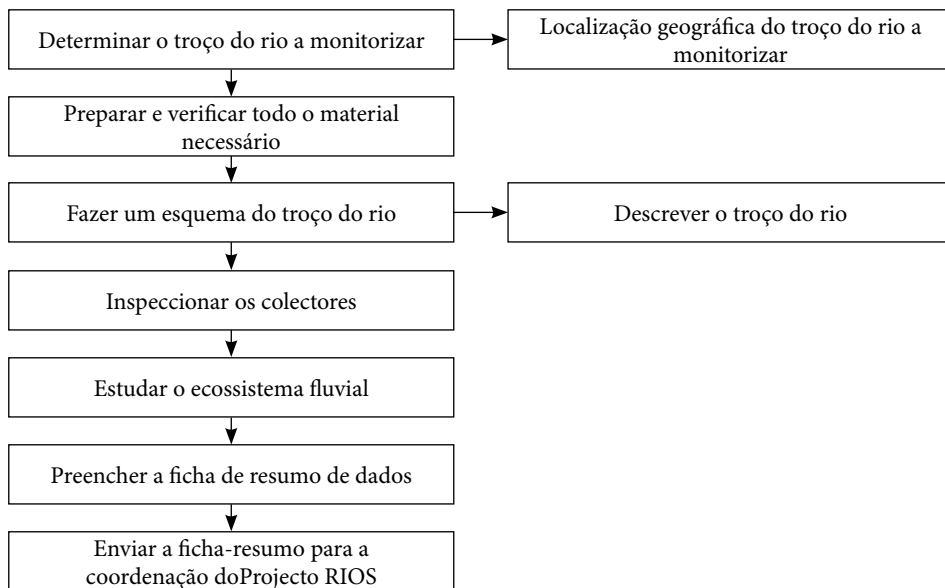 Determinar o troço do rio a monitorizar
Localização geográfica do troço do rio a
monitorizar
Preparar e verificar todo o material
necessário
Fazer um esquema do troço do rio
Descrever o troço do rio
Inspeccionar os colectores
Estudar o ecossistema fluvial
Preencher a ficha de resumo de dados
Enviar a ficha-resumo para a
coordenação doProjecto RIOS